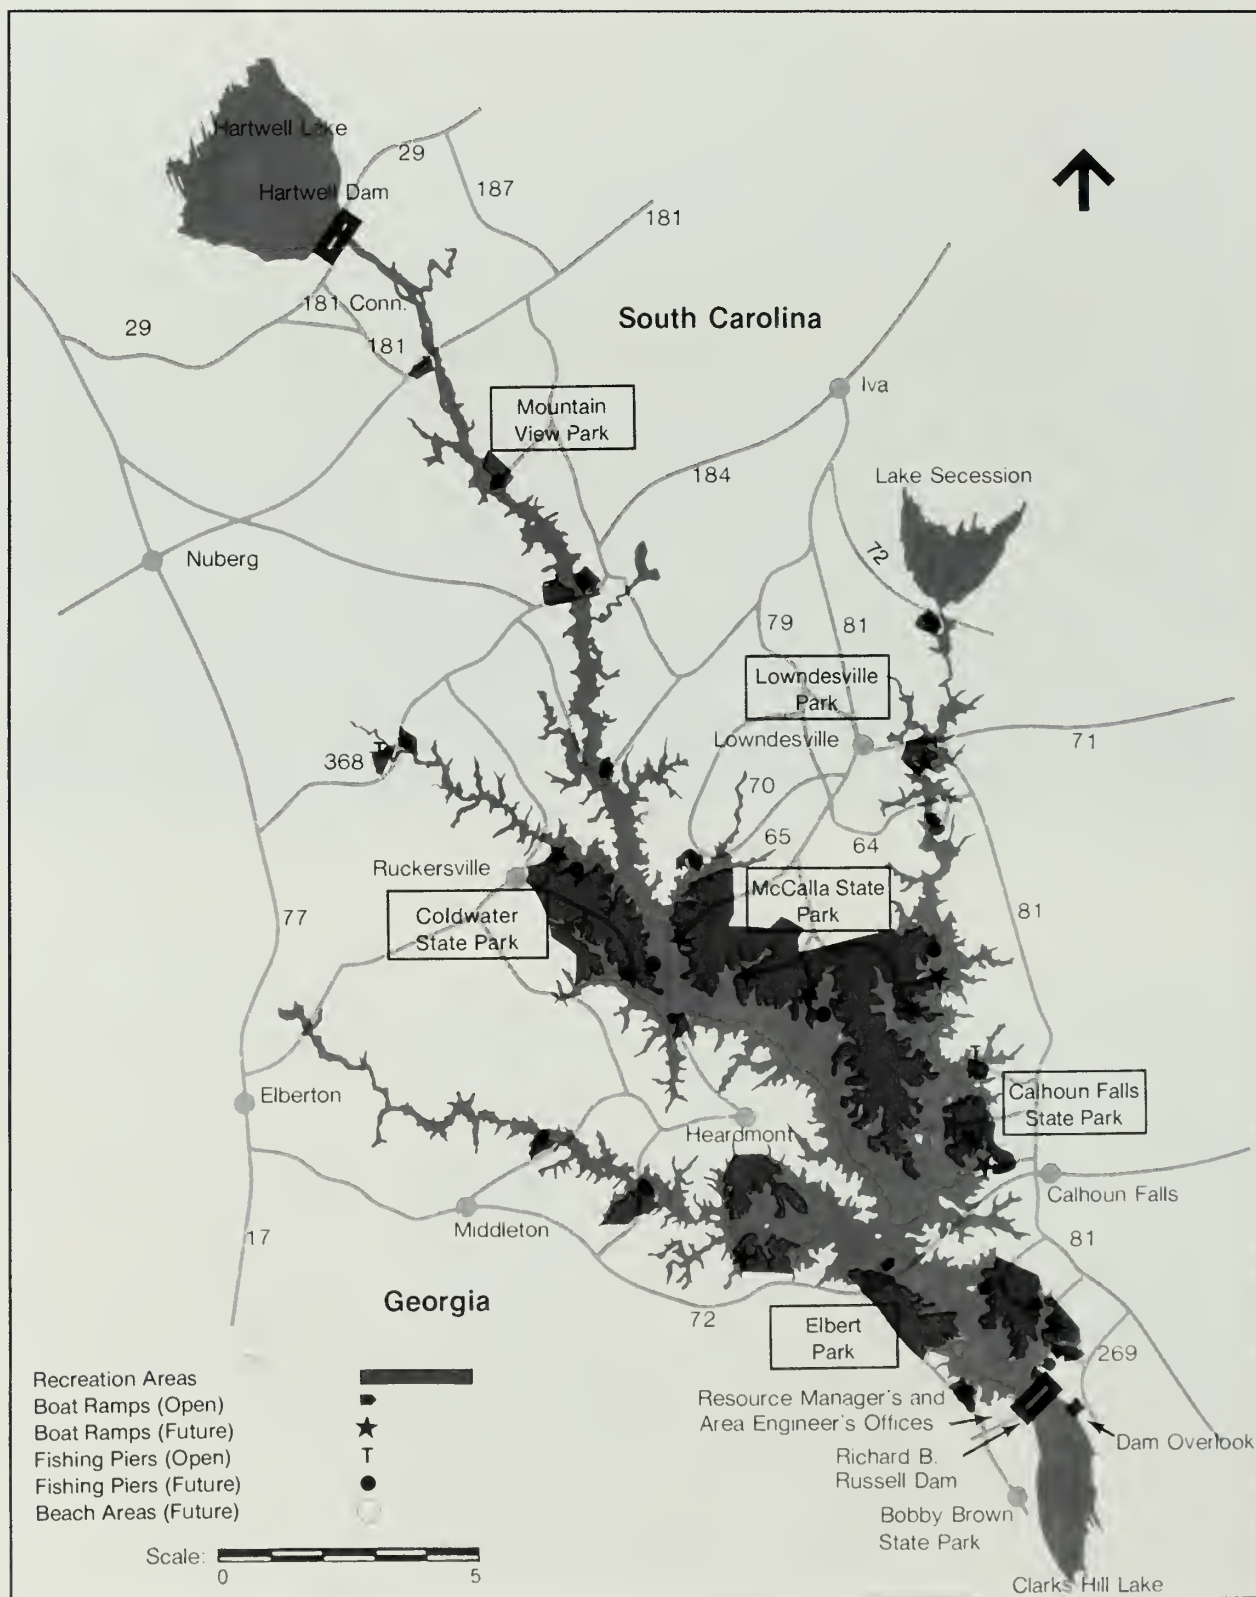 Hartwell Lake
Hartwell Dam
29
187
181
181 Conn.
29
181
South Carolina
Mountain
View Park
Iva
184
Lake Secession
72
Nuberg
79
81
Lowndesville
Park
Lowndesville
71
368
70
65
64
Ruckersville
McCalla State
Park
Coldwater
State Park
81
77
Elberton
Calhoun Falls
State Park
Heardmont
Calhoun Falls
Middleton
17
81
Georgia
72
Elbert
Park
269
Recreation Areas
Boat Ramps (Open)
Boat Ramps (Future)
Fishing Piers (Open)
T
Fishing Piers (Future)
Beach Areas (Future)
Resource Manager's and
Area Engineer's Offices
Dam Overlook
Richard B.
Russell Dam
Bobby Brown
State Park
Scale:
0
5
Clarks Hill Lake